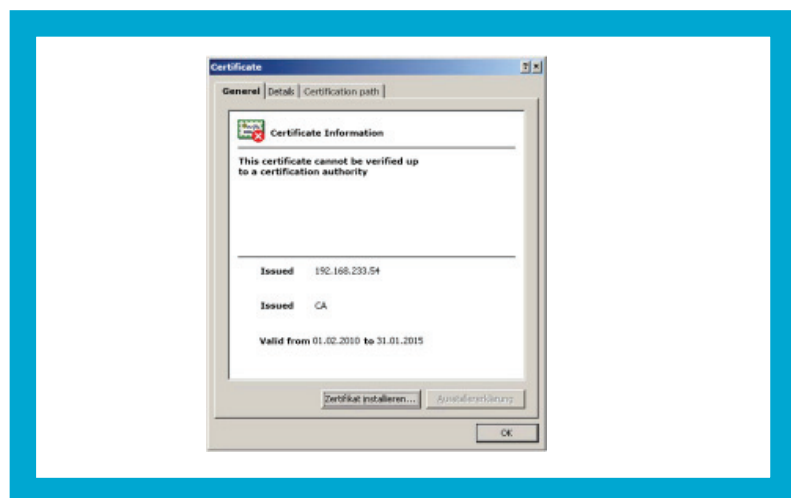 Certificate
General Details Certification path
Certificate Information
This certificate cannot be verified up
to a certification authority
Issued 192.168.233.54
Issued CA
Valid from 01.02.2010 to 31.01.2015
Zertifikat installieren... Ausstellererklärung
OK